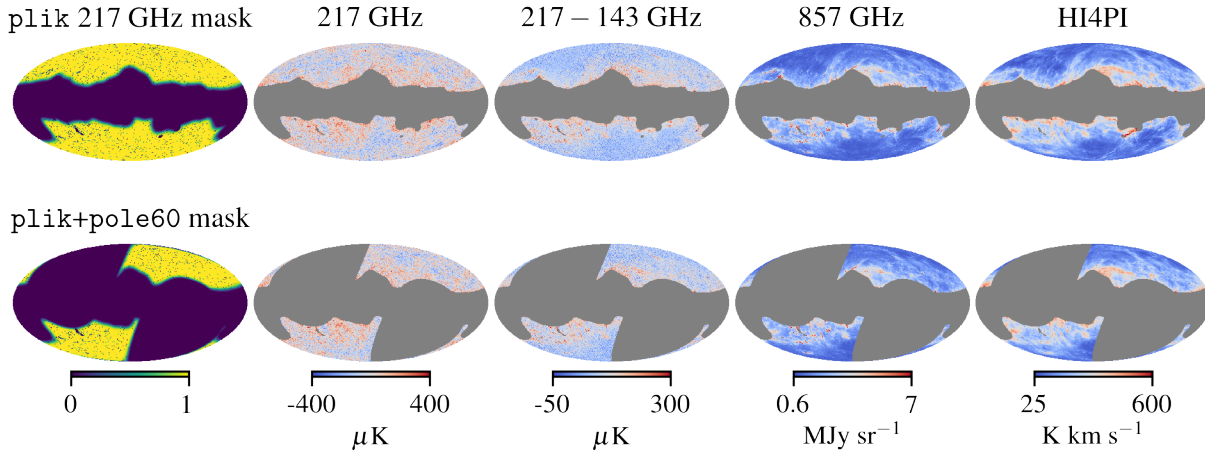 plik 217 GHz mask 217 GHz 217 − 143 GHz 857 GHz HI4PI
plik+pole60 mask
0 1 -400 400 -50 300 0.6 7 25 600
μK μK MJy sr⁻¹ K km s⁻¹